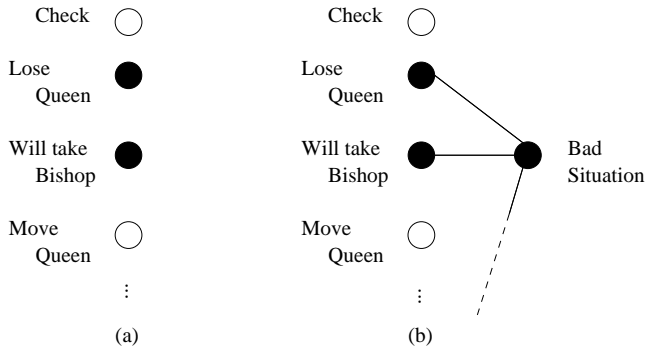 Check
Lose
Queen
Will take
Bishop
Move
Queen
...
(a)
Check
Lose
Queen
Will take
Bishop
Bad
Situation
Move
Queen
...
(b)